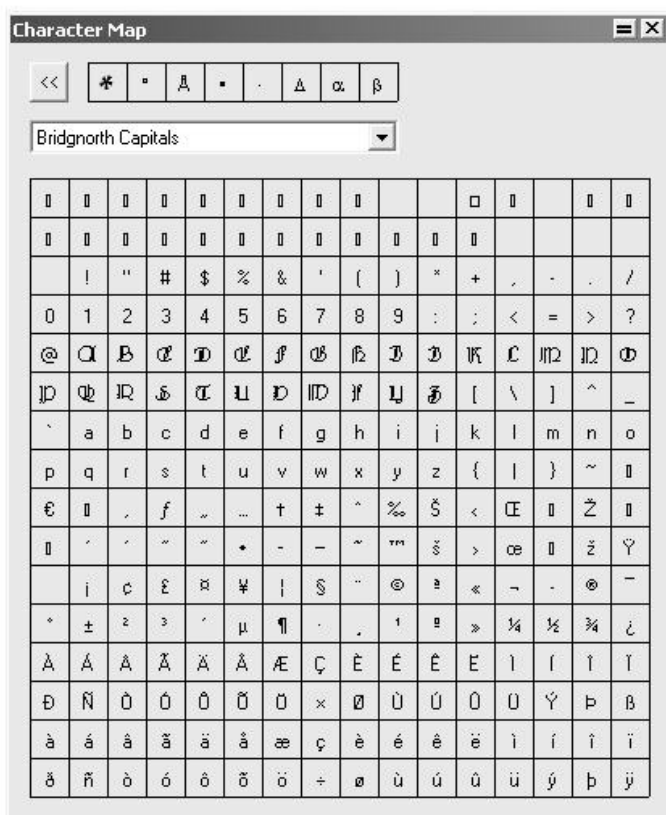 Character Map
<< * ° Å • · Δ α β
Bridgnorth Capitals
! " # $ % & ' ( ) * + , - . /
0 1 2 3 4 5 6 7 8 9 : ; < = > ?
@ A B C D E F G H I J K L M N O
P Q R S T U V W X Y Z [ \ ] ^ _
` a b c d e f g h i j k l m n o
p q r s t u v w x y z { | } ~
€ ‚ ƒ „ … † ‡ ˆ ‰ Š ‹ Œ Ž
‘ ’ “ ” • – — ˜ ™ š › œ ž Ÿ
¡ ¢ £ ¤ ¥ ¦ § ¨ © ª « ¬ - ® ¯
° ± ² ³ ´ µ ¶ · ¸ ¹ º » ¼ ½ ¾ ¿
À Á Â Ã Ä Å Æ Ç È É Ê Ë Ì Í Î Ï
Ð Ñ Ò Ó Ô Õ Ö × Ø Ù Ú Û Ü Ý Þ ß
à á â ã ä å æ ç è é ê ë ì í î ï
ð ñ ò ó ô õ ö ÷ ø ù ú û ü ý þ ÿ